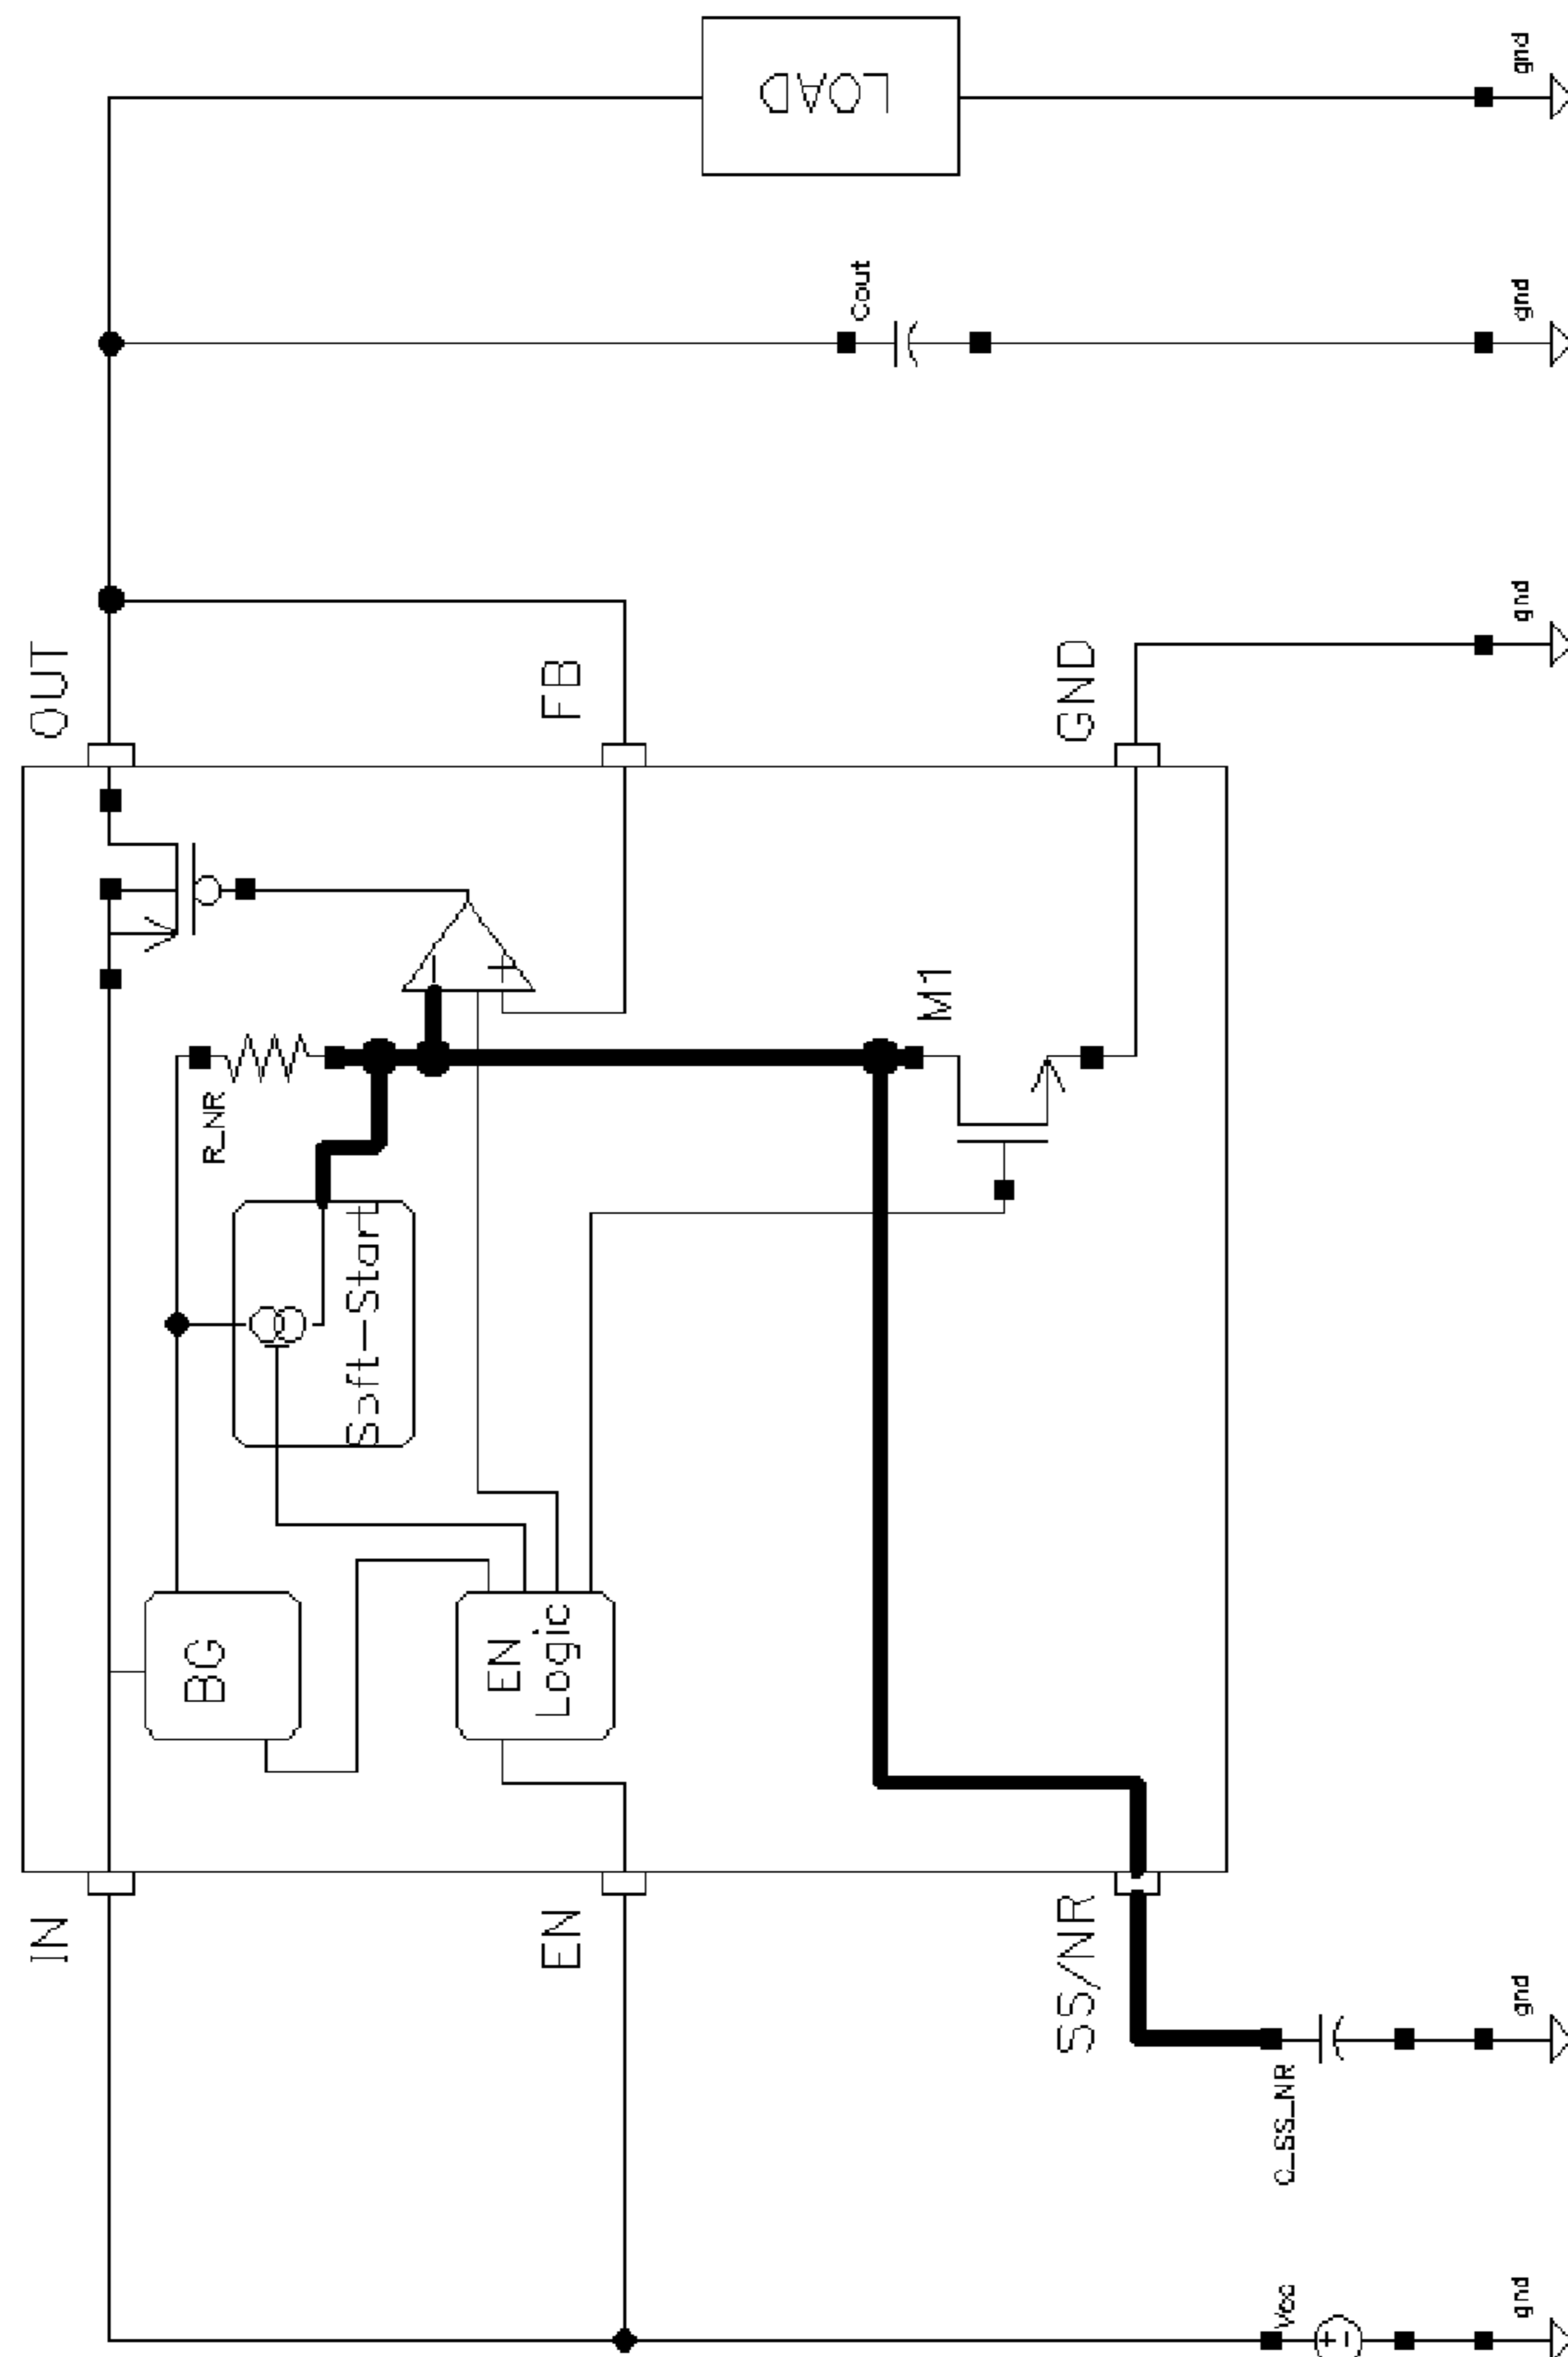 IN
OUT
BG
R_NR
Soft-Start
EN
EN
Logic
FB
M1
SS/NR
GND
Vcc
C_SS_NR
Cout
LOAD
gnd
gnd
gnd
gnd
gnd